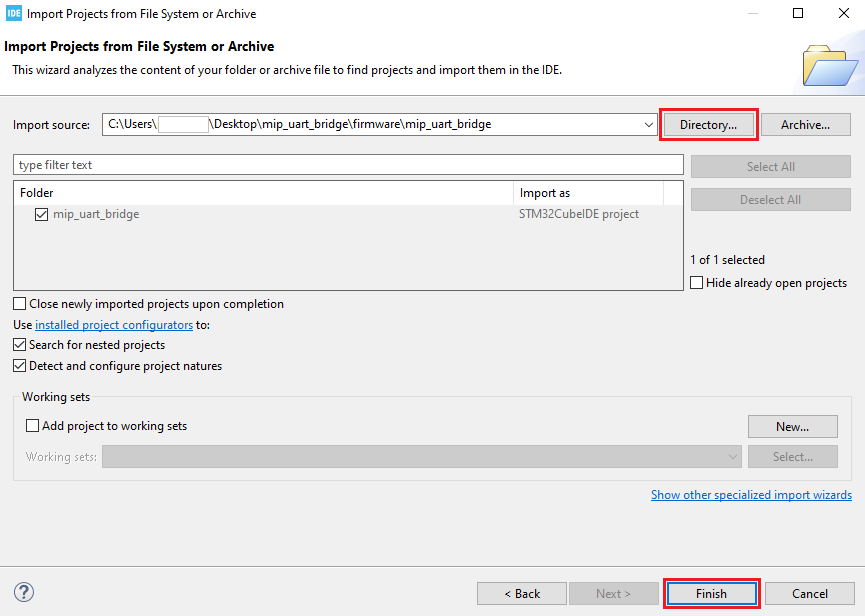 IDE Import Projects from File System or Archive
Import Projects from File System or Archive
This wizard analyzes the content of your folder or archive file to find projects and import them in the IDE.
Import source: C:\Users\ \Desktop\mip_uart_bridge\firmware\mip_uart_bridge Directory... Archive...
type filter text Select All
Folder Import as
Deselect All
mip_uart_bridge STM32CubeIDE project
1 of 1 selected
Hide already open projects
Close newly imported projects upon completion
Use installed project configurators to:
Search for nested projects
Detect and configure project natures
Working sets
Add project to working sets New...
Working sets: Select...
Show other specialized import wizards
? < Back Next > Finish Cancel